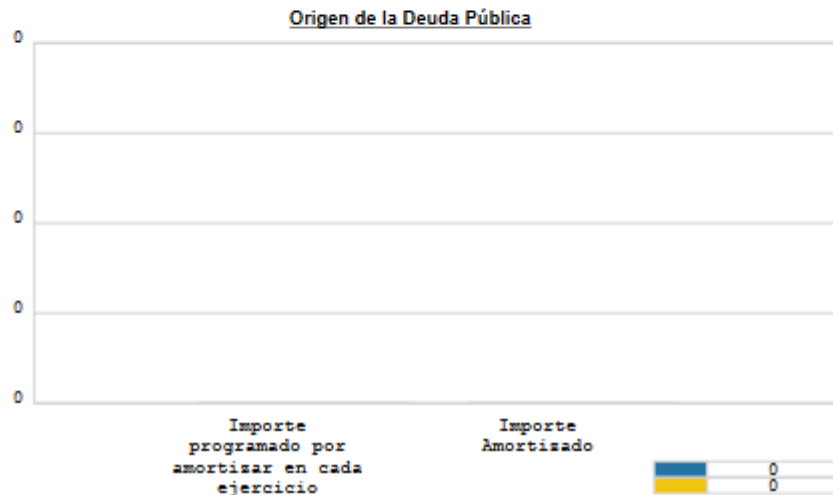 Origen de la Deuda Pública
0
0
0
0
0
Importe
programado por
amortizar en cada
ejercicio
Importe
Amortizado
0
0